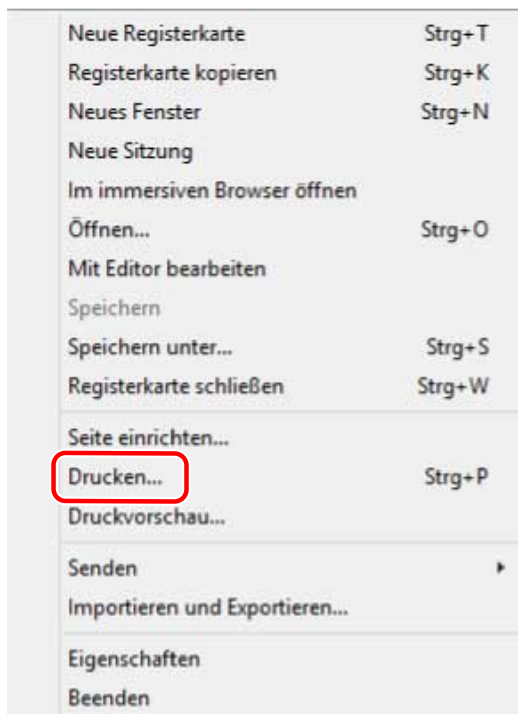 Neue Registerkarte Strg+T
Registerkarte kopieren Strg+K
Neues Fenster Strg+N
Neue Sitzung
Im immersiven Browser öffnen
Öffnen... Strg+O
Mit Editor bearbeiten
Speichern
Speichern unter... Strg+S
Registerkarte schließen Strg+W
Seite einrichten...
Drucken... Strg+P
Druckvorschau...
Senden
Importieren und Exportieren...
Eigenschaften
Beenden